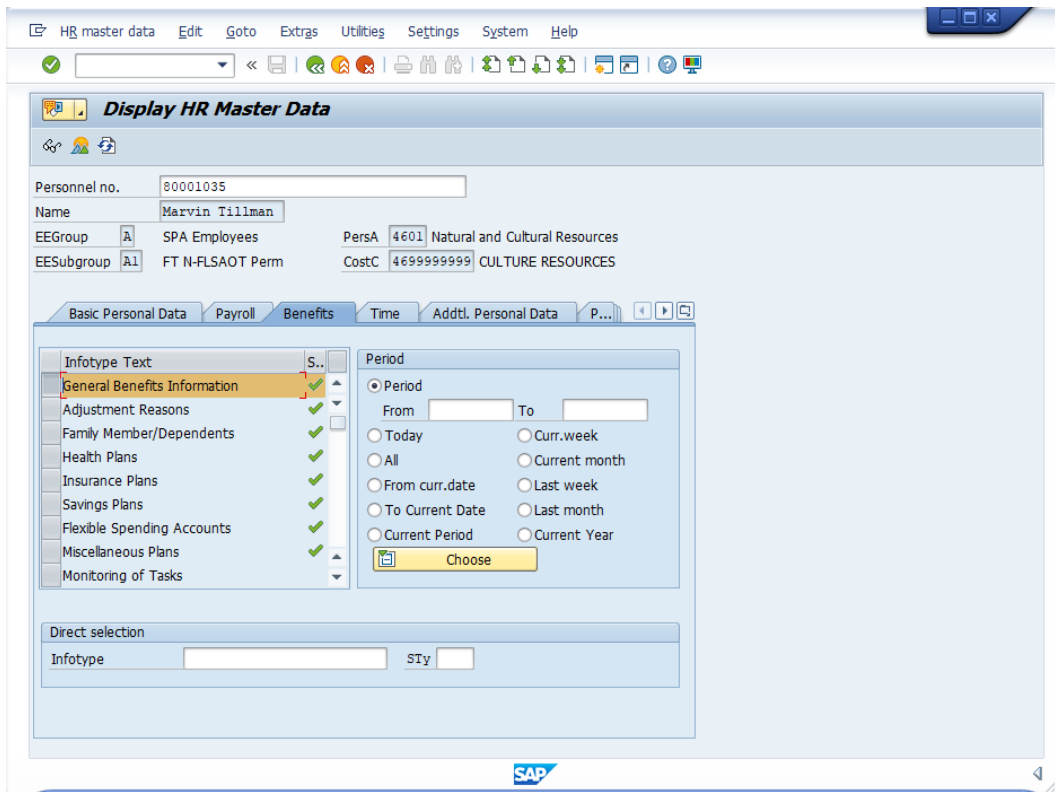 HR master data Edit Goto Extras Utilities Settings System Help
Display HR Master Data
Personnel no. 80001035
Name Marvin Tillman
EEGroup A SPA Employees PersA 4601 Natural and Cultural Resources
EESubgroup A1 FT N-FLSAOT Perm CostC 4699999999 CULTURE RESOURCES
Basic Personal Data Payroll Benefits Time Addtl. Personal Data P...
Infotype Text S..
General Benefits Information
Adjustment Reasons
Family Member/Dependents
Health Plans
Insurance Plans
Savings Plans
Flexible Spending Accounts
Miscellaneous Plans
Monitoring of Tasks
Period
Period
From To
Today Curr.week
All Current month
From curr.date Last week
To Current Date Last month
Current Period Current Year
Choose
Direct selection
Infotype STy
SAP